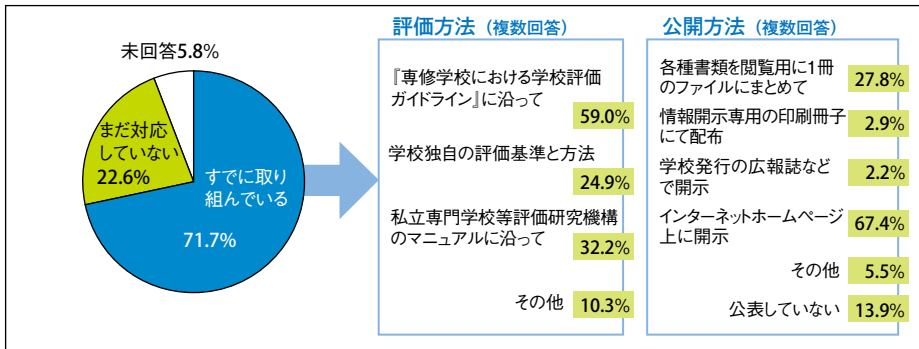 未回答5.8%
まだ対応
していない
22.6%
すでに取り
組んでいる
71.7%
評価方法（複数回答）
『専修学校における学校評価
ガイドライン』に沿って
59.0%
学校独自の評価基準と方法
24.9%
私立専門学校等評価研究機構
のマニュアルに沿って
32.2%
その他 10.3%
公開方法（複数回答）
各種書類を閲覧用に1冊
のファイルにまとめて
27.8%
情報開示専用の印刷冊子
にて配布
2.9%
学校発行の広報誌など
で開示
2.2%
インターネットホームページ
上に開示
67.4%
その他 5.5%
公表していない 13.9%